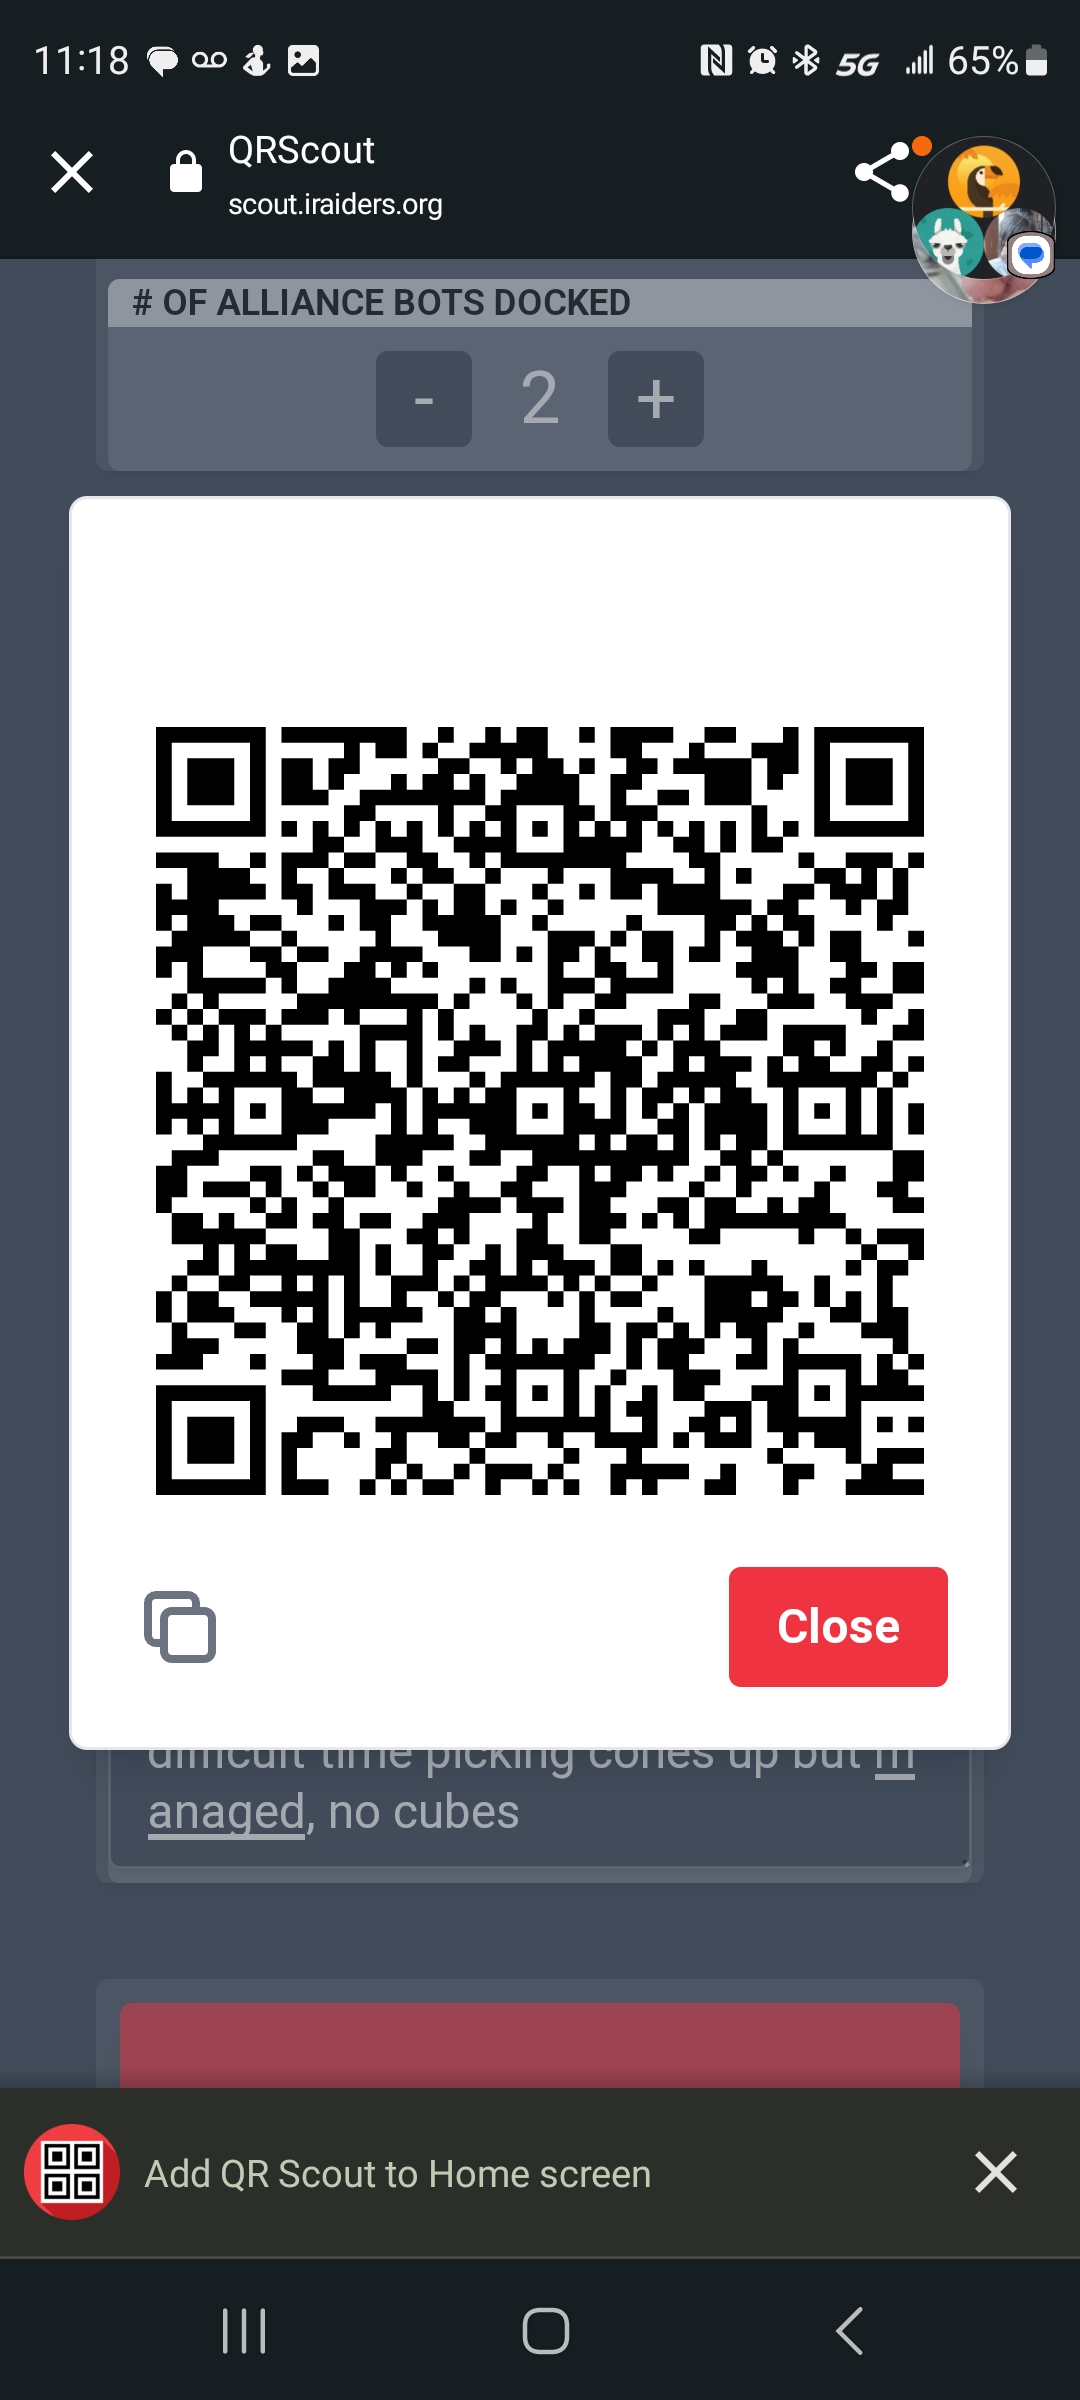 11:18
5G
65%
QRScout
scout.iraiders.org
# OF ALLIANCE BOTS DOCKED
- 2 +
Close
difficult time picking cones up but m
anaged, no cubes
Add QR Scout to Home screen